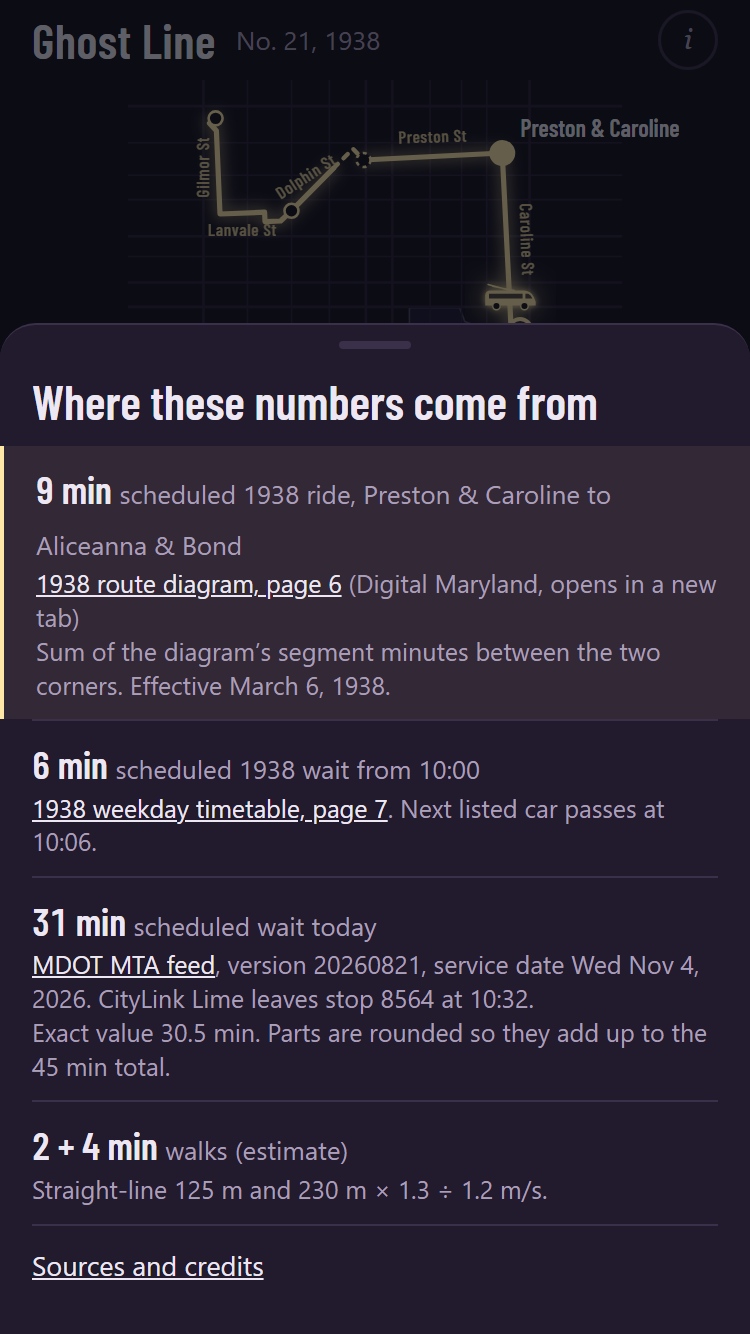 Ghost Line No. 21, 1938 i
Preston & Caroline
Preston St
Gilmor St
Dolphin St
Lanvale St
Caroline St
Where these numbers come from
9 min scheduled 1938 ride, Preston & Caroline to
Aliceanna & Bond
1938 route diagram, page 6 (Digital Maryland, opens in a new
tab)
Sum of the diagram’s segment minutes between the two
corners. Effective March 6, 1938.
6 min scheduled 1938 wait from 10:00
1938 weekday timetable, page 7. Next listed car passes at
10:06.
31 min scheduled wait today
MDOT MTA feed, version 20260821, service date Wed Nov 4,
2026. CityLink Lime leaves stop 8564 at 10:32.
Exact value 30.5 min. Parts are rounded so they add up to the
45 min total.
2 + 4 min walks (estimate)
Straight-line 125 m and 230 m × 1.3 ÷ 1.2 m/s.
Sources and credits